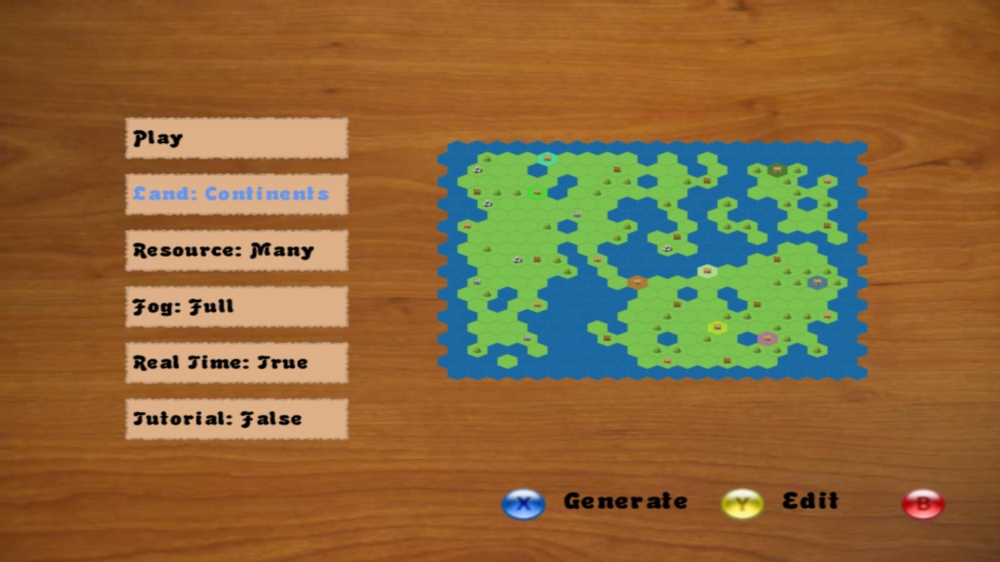 Play
Land: Continents
Resource: Many
Fog: Full
Real Time: True
Tutorial: False
X Generate Y Edit B